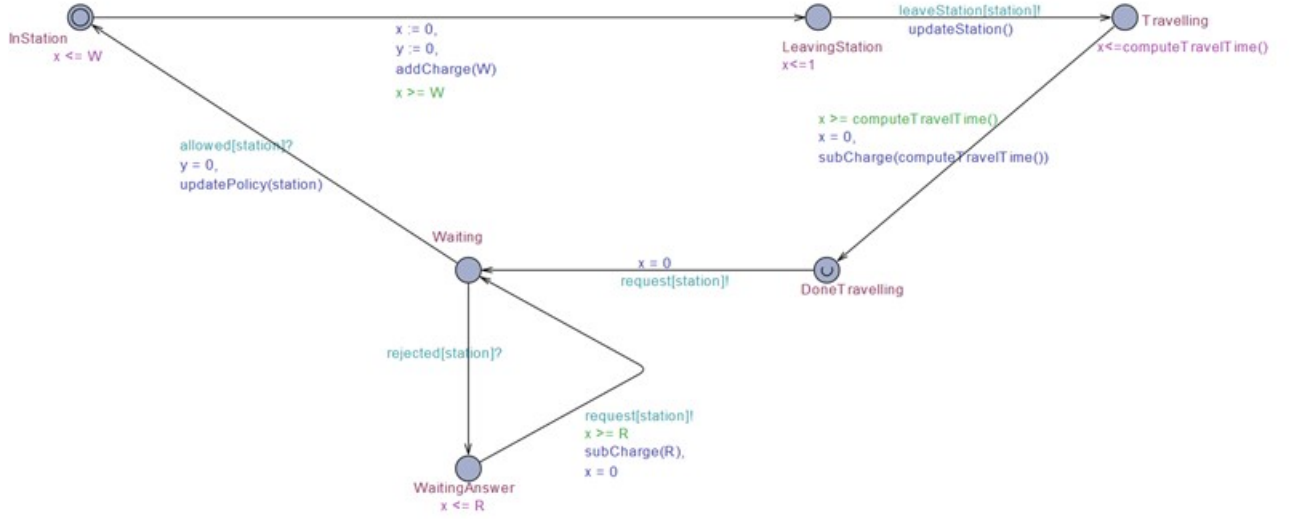 leaveStation[station]!
updateStation()
InStation
x <= W
x := 0,
y := 0,
addCharge(W)
x >= W
LeavingStation
x<=1
Travelling
x<=computeTravelTime()
x >= computeTravelTime()
x = 0,
subCharge(computeTravelTime())
allowed[station]?
y = 0,
updatePolicy(station)
Waiting
x = 0
request[station]!
DoneTravelling
rejected[station]?
request[station]!
x >= R
subCharge(R),
x = 0
WaitingAnswer
x <= R